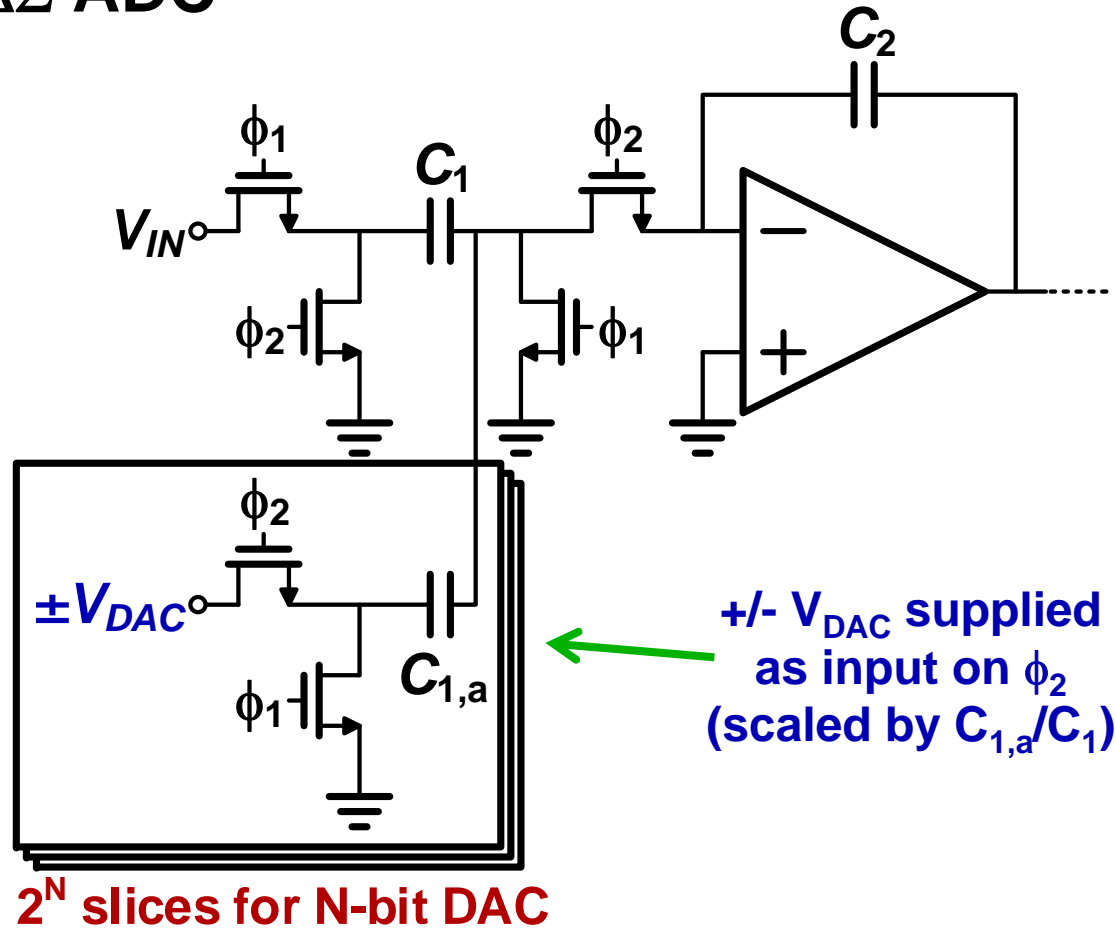 ΔΣ ADC
C2
ϕ1
ϕ2
C1
VIN
ϕ2
ϕ1
−
+
ϕ2
±VDAC
C1,a
ϕ1
+/- VDAC supplied
as input on ϕ2
(scaled by C1,a/C1)
2^N slices for N-bit DAC